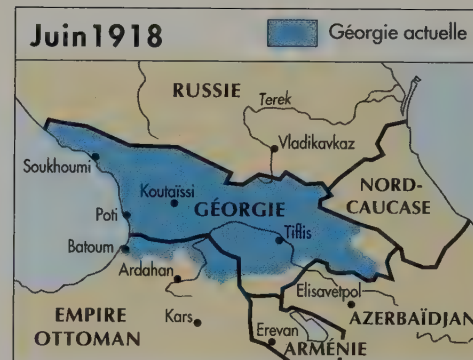 Juin 1918
Géorgie actuelle
RUSSIE
Terek
Vladikavkaz
Soukhoumi
NORD-
CAUCASE
Koutaïssi
GÉORGIE
Poti
Tiflis
Batoum
Ardahan
Elisavetpol
EMPIRE
OTTOMAN
Kars
AZERBAÏDJAN
Erevan
ARMÉNIE